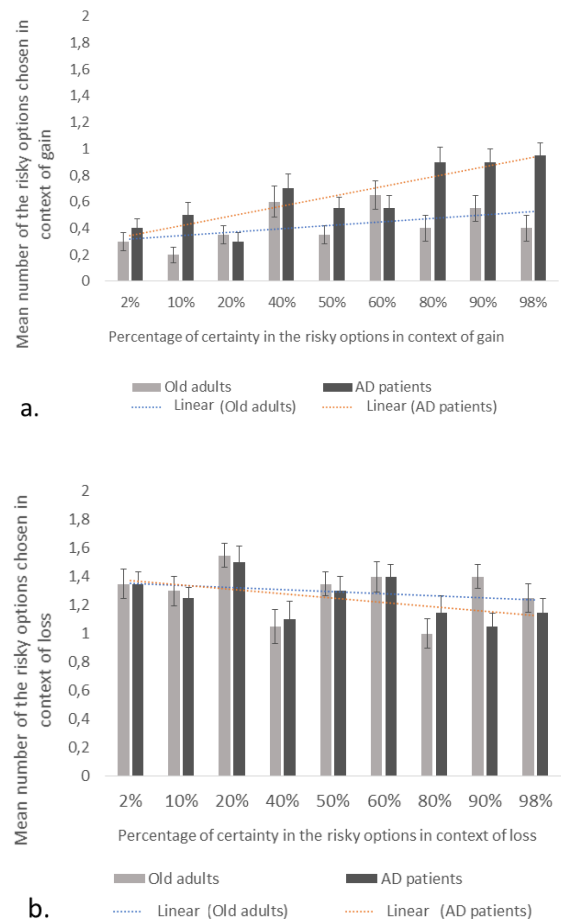 Mean number of the risky options chosen in
context of gain
2
1,8
1,6
1,4
1,2
1
0,8
0,6
0,4
0,2
0
2% 10% 20% 40% 50% 60% 80% 90% 98%
Percentage of certainty in the risky options in context of gain
Old adults AD patients
Linear (Old adults) Linear (AD patients)
a.
Mean number of the risky options chosen in
context of loss
2
1,8
1,6
1,4
1,2
1
0,8
0,6
0,4
0,2
0
2% 10% 20% 40% 50% 60% 80% 90% 98%
Percentage of certainty in the risky options in context of loss
Old adults AD patients
Linear (Old adults) Linear (AD patients)
b.